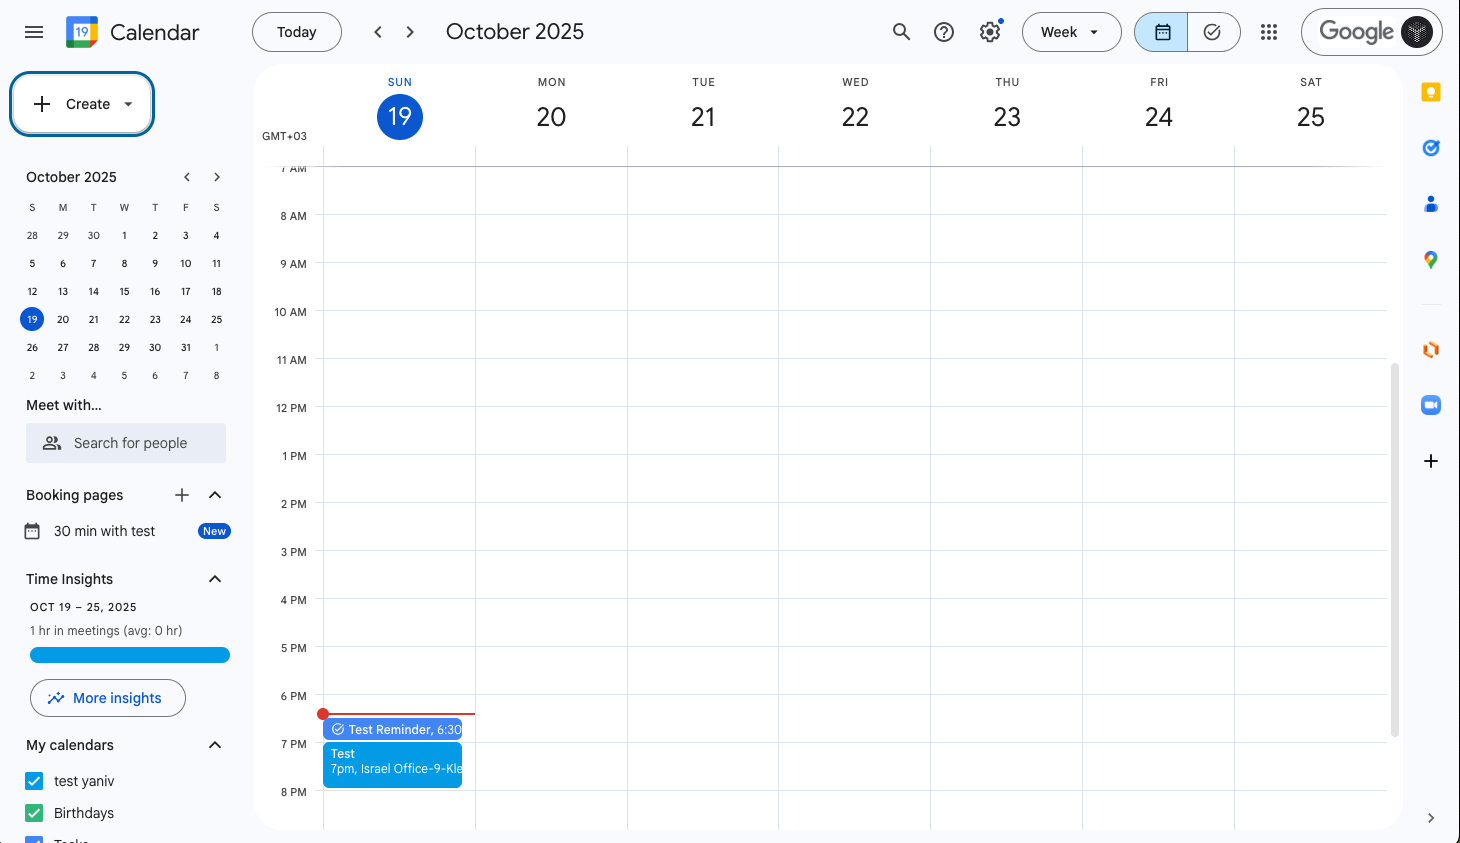 19 Calendar
Today
October 2025
Week
Google
Create
October 2025
S M T W T F S
28 29 30 1 2 3 4
5 6 7 8 9 10 11
12 13 14 15 16 17 18
19 20 21 22 23 24 25
26 27 28 29 30 31 1
2 3 4 5 6 7 8
Meet with...
Search for people
Booking pages
30 min with test New
Time Insights
OCT 19 – 25, 2025
1 hr in meetings (avg: 0 hr)
More insights
My calendars
test yaniv
Birthdays
Tasks
GMT+03
SUN MON TUE WED THU FRI SAT
19 20 21 22 23 24 25
7 AM
8 AM
9 AM
10 AM
11 AM
12 PM
1 PM
2 PM
3 PM
4 PM
5 PM
6 PM
Test Reminder, 6:30
7 PM
Test
7pm, Israel Office-9-Kle
8 PM